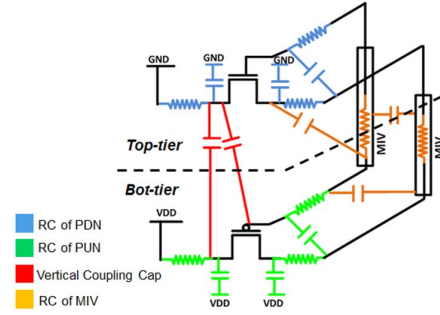 GND
GND
GND
Top-tier
MIV
MIV
Bot-tier
VDD
RC of PDN
RC of PUN
Vertical Coupling Cap
RC of MIV
VDD
VDD